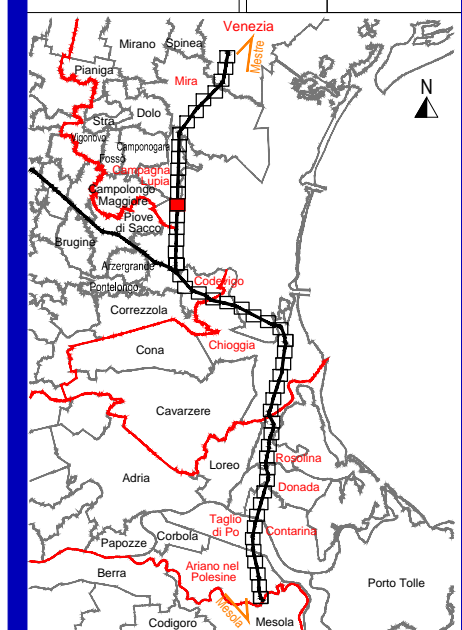 Venezia
Mirano
Spinea
Mestre
Pianiga
Mira
N
Dolo
Stra
Vigonovo
Camponogara
Fosso
Campagna
Lupia
Campolongo
Maggiore
Piove
di Sacco
Brugine
Arzergrande
Codevigo
Pontelongo
Correzzola
Chioggia
Cona
Cavarzere
Rosolina
Loreo
Adria
Donada
Taglio
di Po
Contarina
Corbola
Papozze
Ariano nel
Polesine
Berra
Porto Tolle
Mesola
Mesola
Codigoro